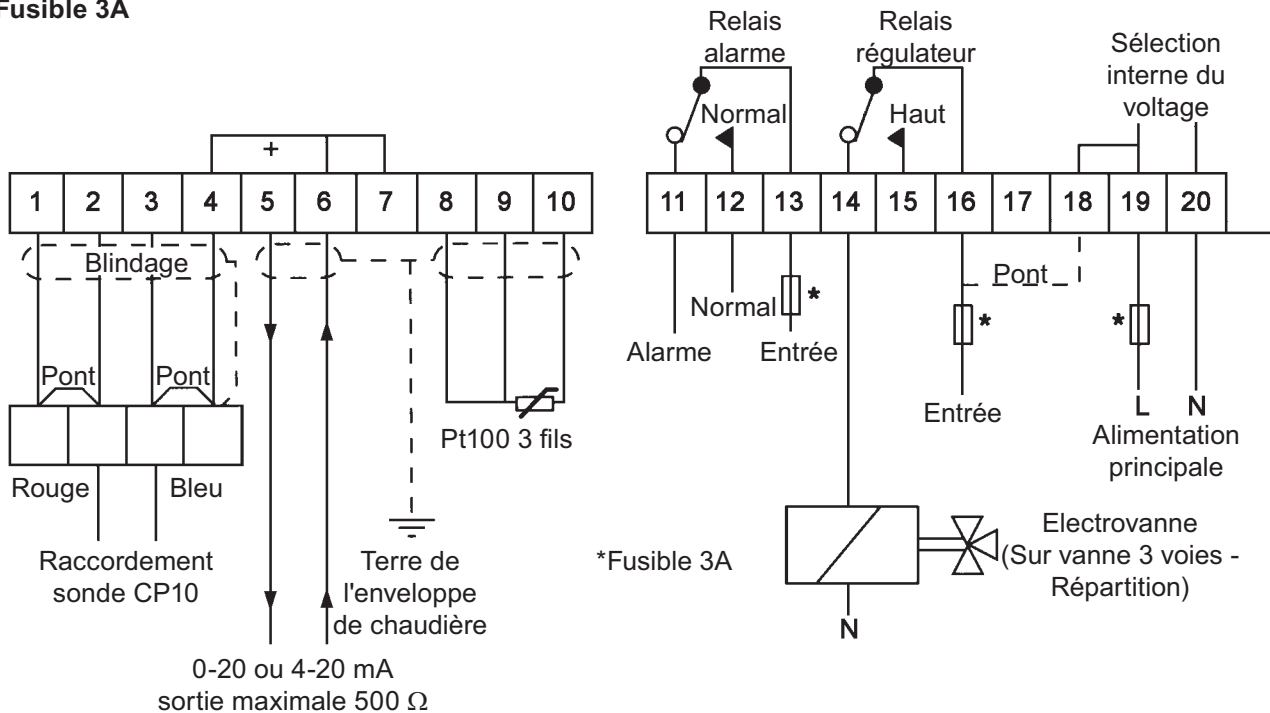 Fusible 3A
+
1 2 3 4 5 6 7 8 9 10
Blindage
Pont Pont
Rouge Bleu
Raccordement
sonde CP10
Pt100 3 fils
Terre de
l'enveloppe
de chaudière
0-20 ou 4-20 mA
sortie maximale 500 Ω
Relais
alarme
Relais
régulateur
Sélection
interne du
voltage
Normal
Haut
11 12 13 14 15 16 17 18 19 20
Pont
Normal *
* *
Alarme Entrée
Entrée
L N
Alimentation
principale
*Fusible 3A
Electrovanne
(Sur vanne 3 voies -
Répartition)
N